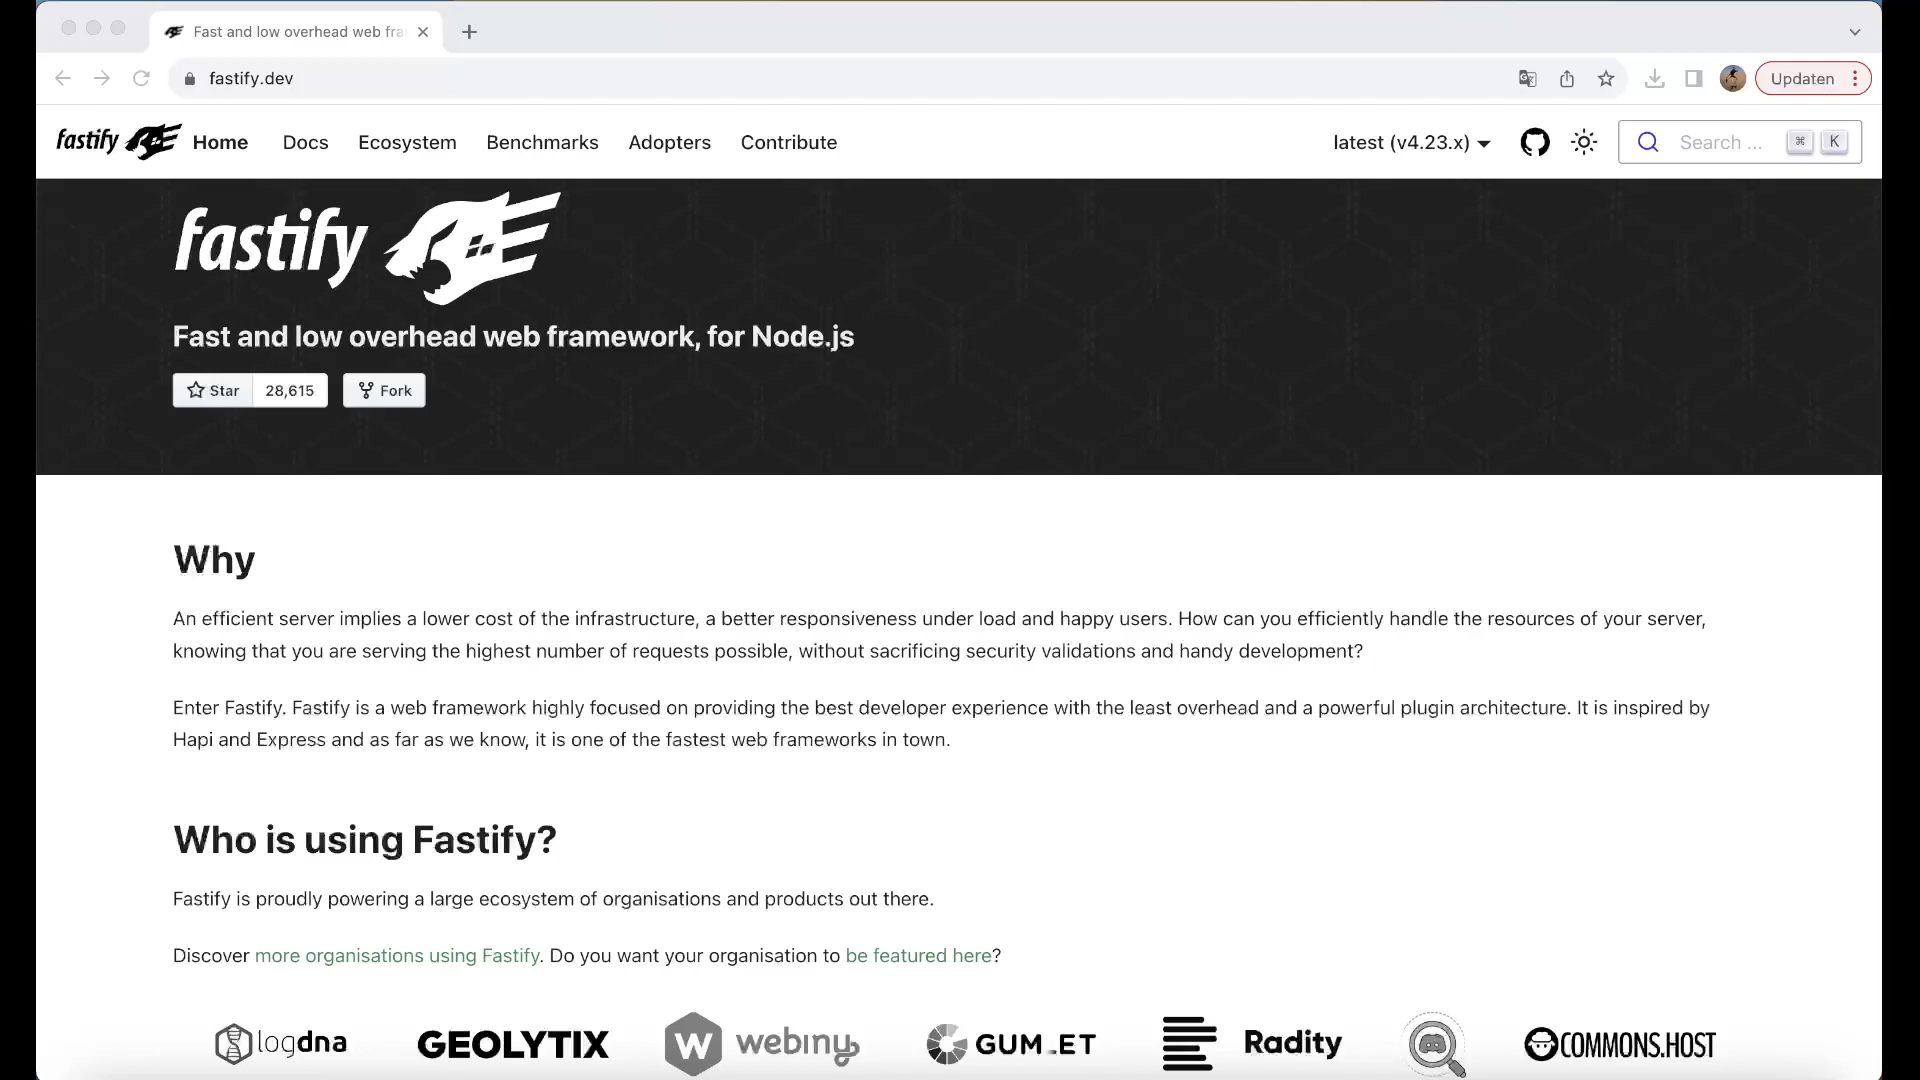 Fast and low overhead web fra
fastify.dev
Updaten
fastify Home Docs Ecosystem Benchmarks Adopters Contribute latest (v4.23.x) Search ... ⌘ K
fastify
Fast and low overhead web framework, for Node.js
Star 28,615 Fork
Why
An efficient server implies a lower cost of the infrastructure, a better responsiveness under load and happy users. How can you efficiently handle the resources of your server,
knowing that you are serving the highest number of requests possible, without sacrificing security validations and handy development?
Enter Fastify. Fastify is a web framework highly focused on providing the best developer experience with the least overhead and a powerful plugin architecture. It is inspired by
Hapi and Express and as far as we know, it is one of the fastest web frameworks in town.
Who is using Fastify?
Fastify is proudly powering a large ecosystem of organisations and products out there.
Discover more organisations using Fastify. Do you want your organisation to be featured here?
logdna GEOLYTIX W webiny GUM.ET Radity COMMONS.HOST